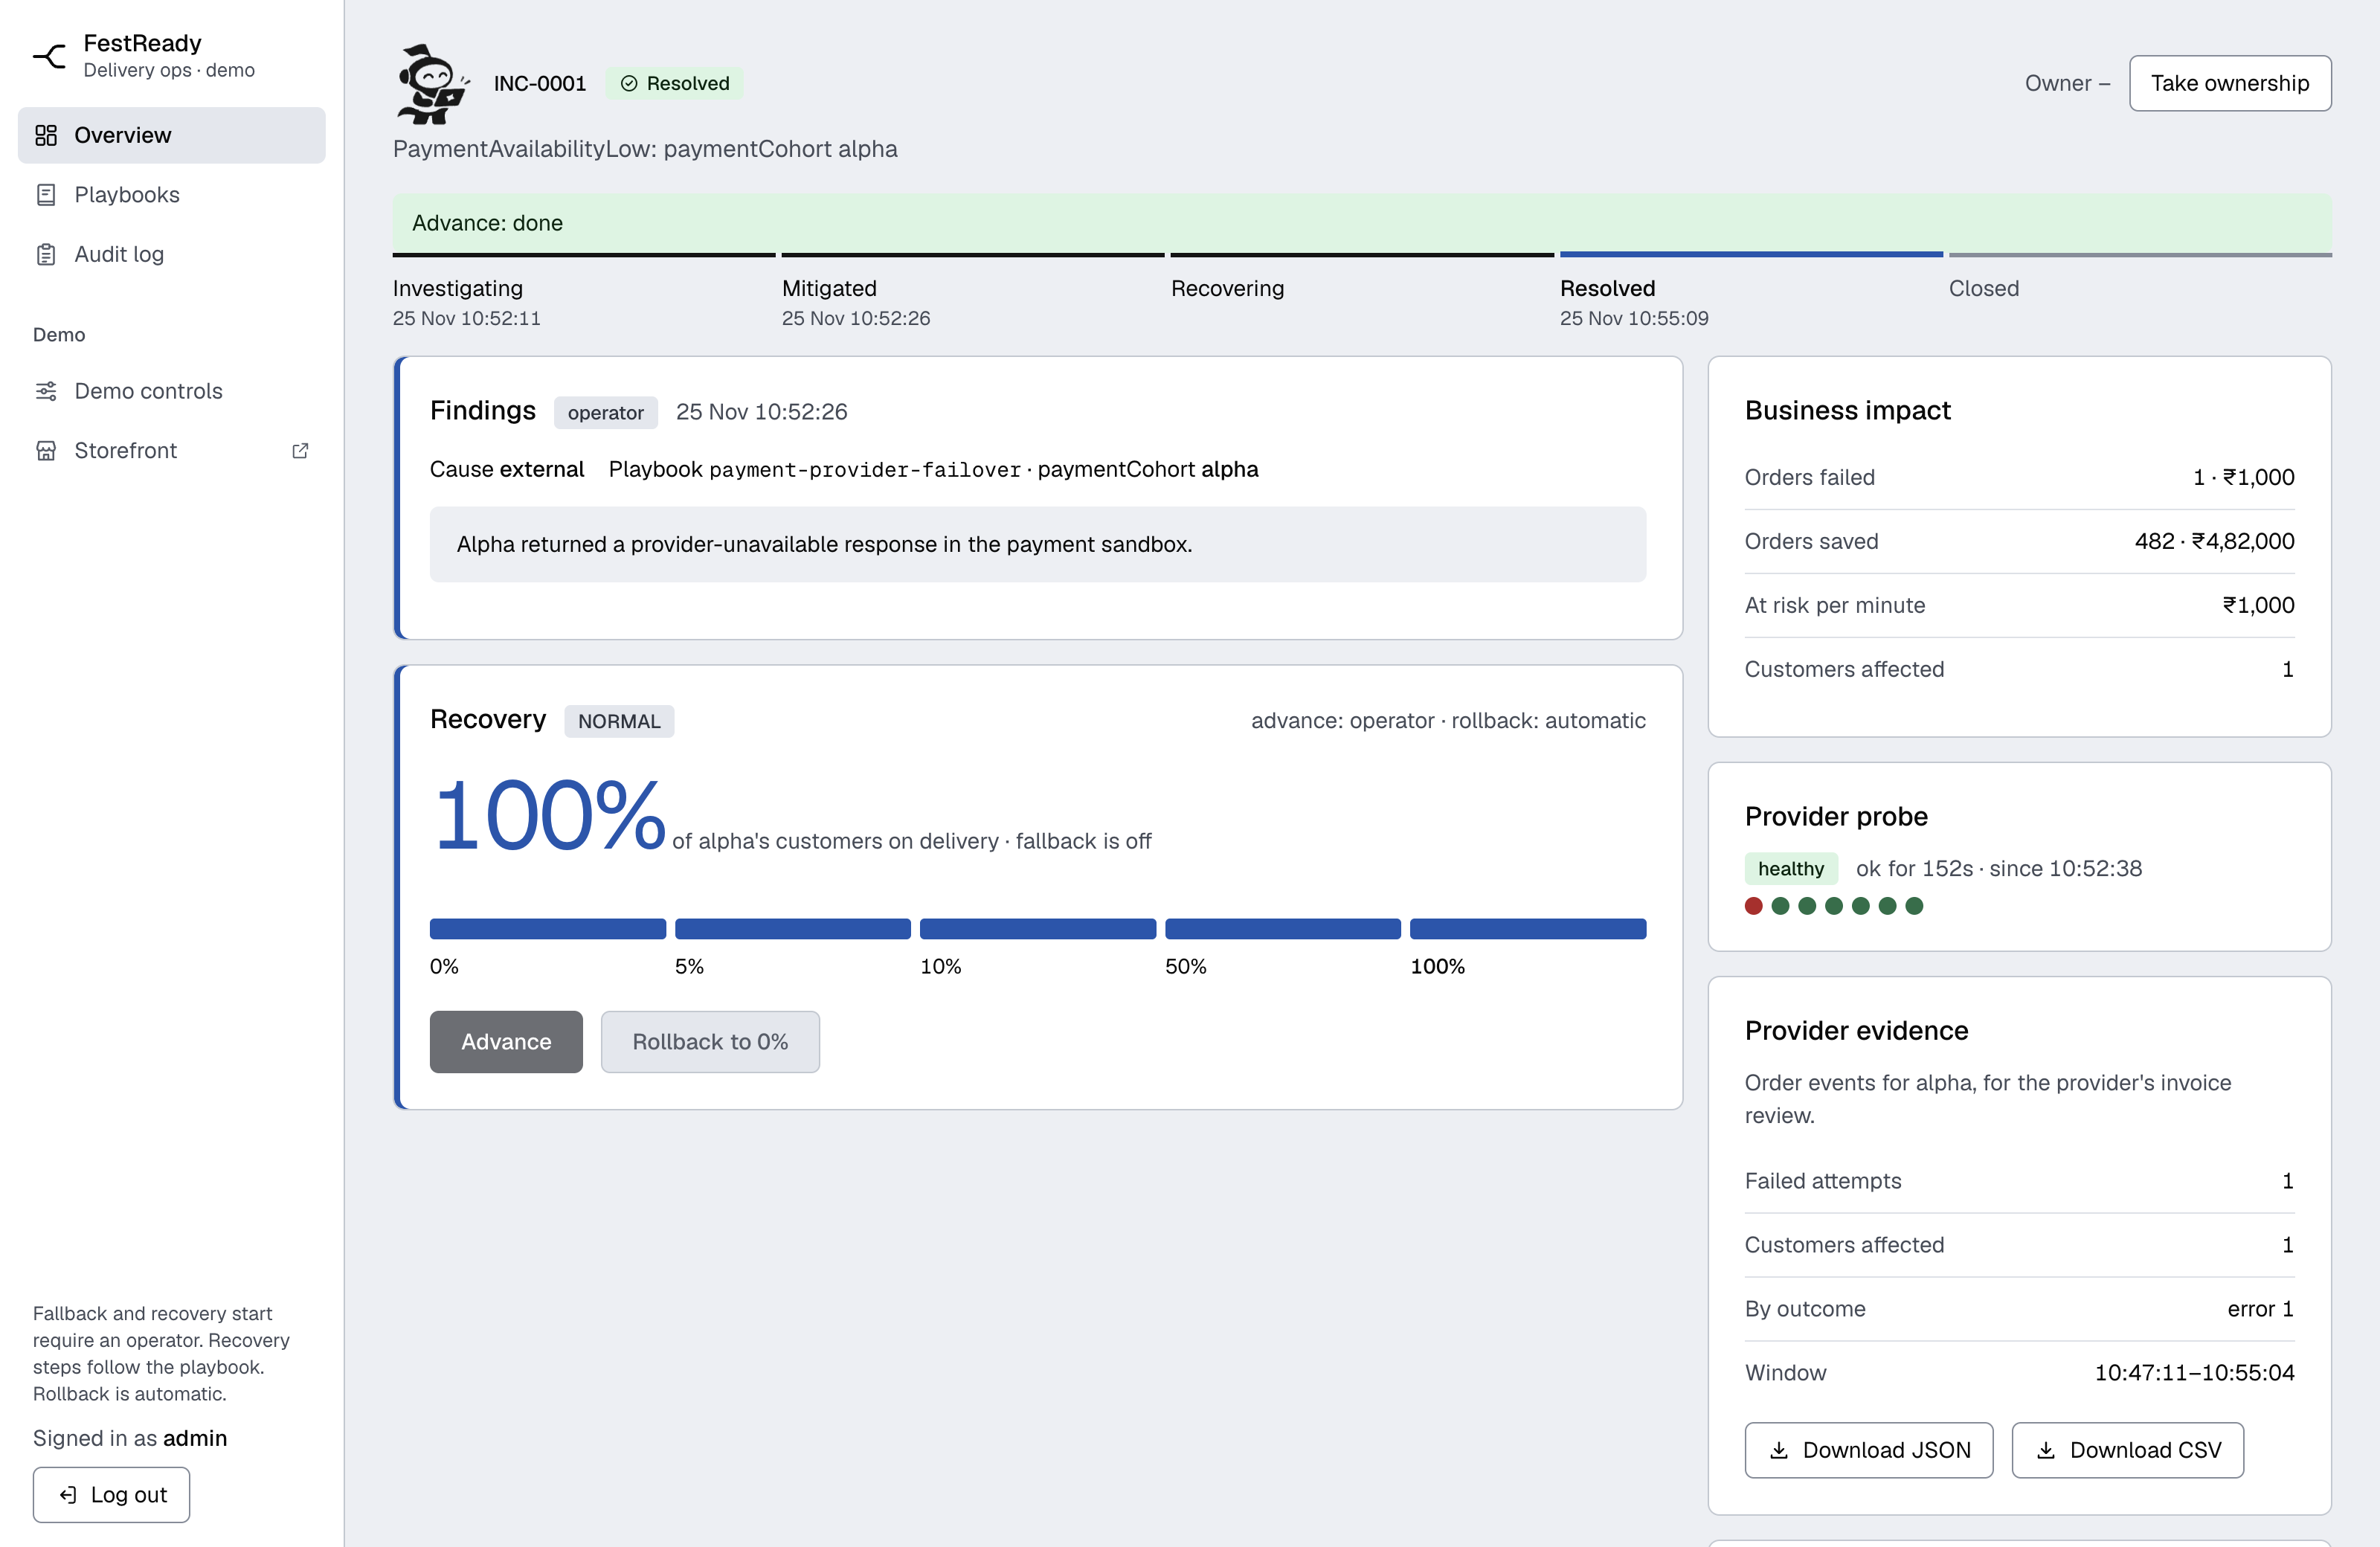 FestReady
Delivery ops · demo
Overview
Playbooks
Audit log
Demo
Demo controls
Storefront
Fallback and recovery start
require an operator. Recovery
steps follow the playbook.
Rollback is automatic.
Signed in as admin
Log out
INC-0001
Resolved
Owner –
Take ownership
PaymentAvailabilityLow: paymentCohort alpha
Advance: done
Investigating
25 Nov 10:52:11
Mitigated
25 Nov 10:52:26
Recovering
Resolved
25 Nov 10:55:09
Closed
Findings operator 25 Nov 10:52:26
Cause external Playbook payment-provider-failover · paymentCohort alpha
Alpha returned a provider-unavailable response in the payment sandbox.
Recovery NORMAL advance: operator · rollback: automatic
100% of alpha's customers on delivery · fallback is off
0% 5% 10% 50% 100%
Advance Rollback to 0%
Business impact
Orders failed 1 · ₹1,000
Orders saved 482 · ₹4,82,000
At risk per minute ₹1,000
Customers affected 1
Provider probe
healthy ok for 152s · since 10:52:38
Provider evidence
Order events for alpha, for the provider's invoice
review.
Failed attempts 1
Customers affected 1
By outcome error 1
Window 10:47:11–10:55:04
Download JSON Download CSV